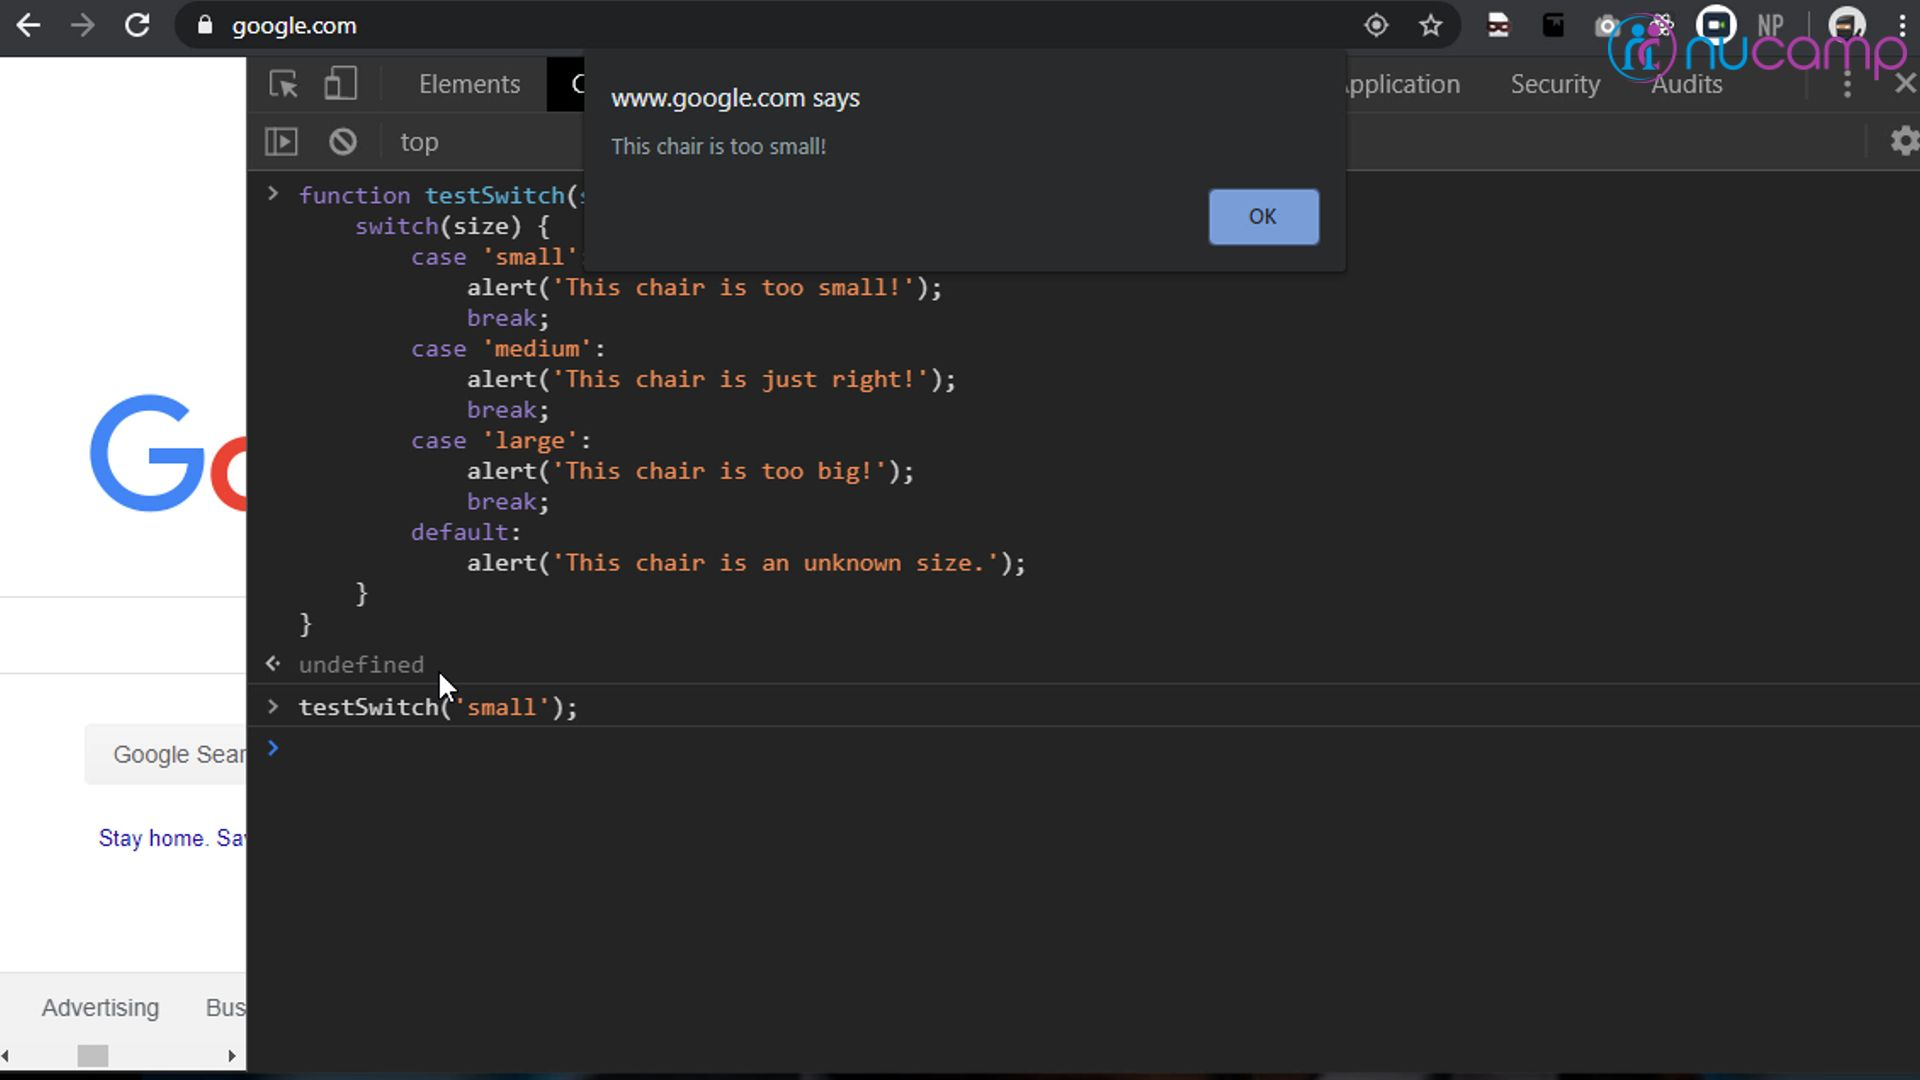 google.com
NP
nucamp
Elements
Application
Security
Audits
www.google.com says
This chair is too small!
OK
top
function testSwitch(
switch(size) {
case 'small'
alert('This chair is too small!');
break;
case 'medium':
alert('This chair is just right!');
break;
case 'large':
alert('This chair is too big!');
break;
default:
alert('This chair is an unknown size.');
}
}
undefined
testSwitch('small');
Go
Google Sear
Stay home. Sav
Advertising
Bus